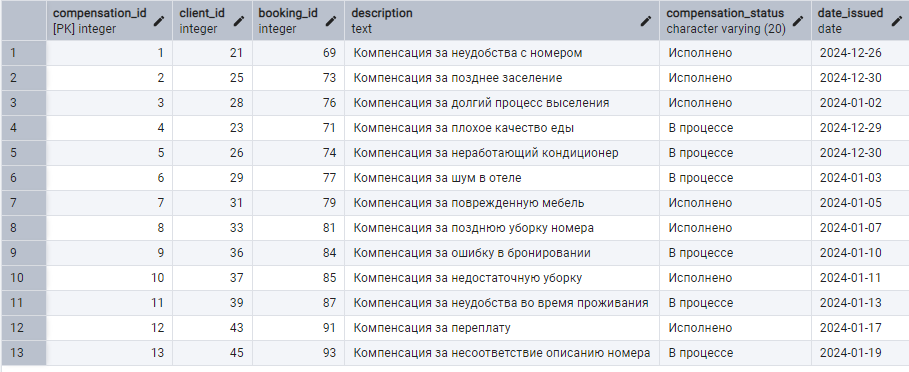 compensation_id client_id booking_id description compensation_status date_issued
[PK] integer integer integer text character varying (20) date
1 1 21 69 Компенсация за неудобства с номером Исполнено 2024-12-26
2 2 25 73 Компенсация за позднее заселение Исполнено 2024-12-30
3 3 28 76 Компенсация за долгий процесс выселения Исполнено 2024-01-02
4 4 23 71 Компенсация за плохое качество еды В процессе 2024-12-29
5 5 26 74 Компенсация за неработающий кондиционер В процессе 2024-12-30
6 6 29 77 Компенсация за шум в отеле В процессе 2024-01-03
7 7 31 79 Компенсация за поврежденную мебель Исполнено 2024-01-05
8 8 33 81 Компенсация за позднюю уборку номера Исполнено 2024-01-07
9 9 36 84 Компенсация за ошибку в бронировании В процессе 2024-01-10
10 10 37 85 Компенсация за недостаточную уборку Исполнено 2024-01-11
11 11 39 87 Компенсация за неудобства во время проживания В процессе 2024-01-13
12 12 43 91 Компенсация за переплату Исполнено 2024-01-17
13 13 45 93 Компенсация за несоответствие описанию номера В процессе 2024-01-19